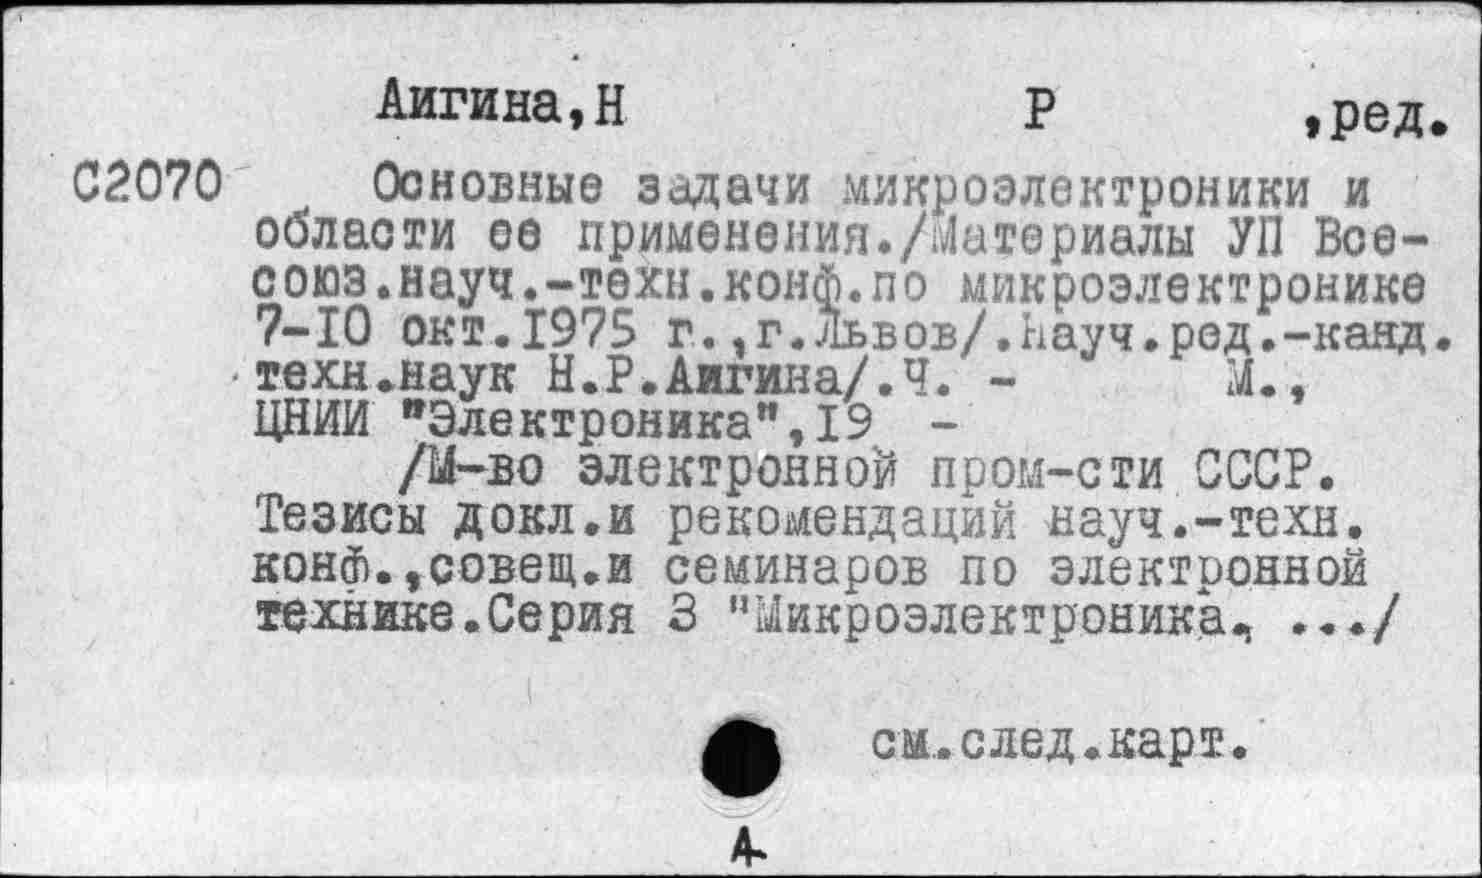 Аигина,Н Р ,ред.
С2070 Основные задачи микроэлектроники и
области ее применения./Материалы УП Все-
союз.науч.-техн.конф.по микроэлектронике
7-10 окт.1975 г.,г.Львов/.Науч.ред.-канд.
техн.наук Н.Р.Аигина/.Ч. - М.,
ЦНИИ "Электроника",19 -
/М-во электронной пром-сти СССР.
Тезисы докл.и рекомендаций науч.-техн.
конф.,совещ.и семинаров по электронной
технике.Серия 3 "Микроэлектроника, .../
см.след.карт.